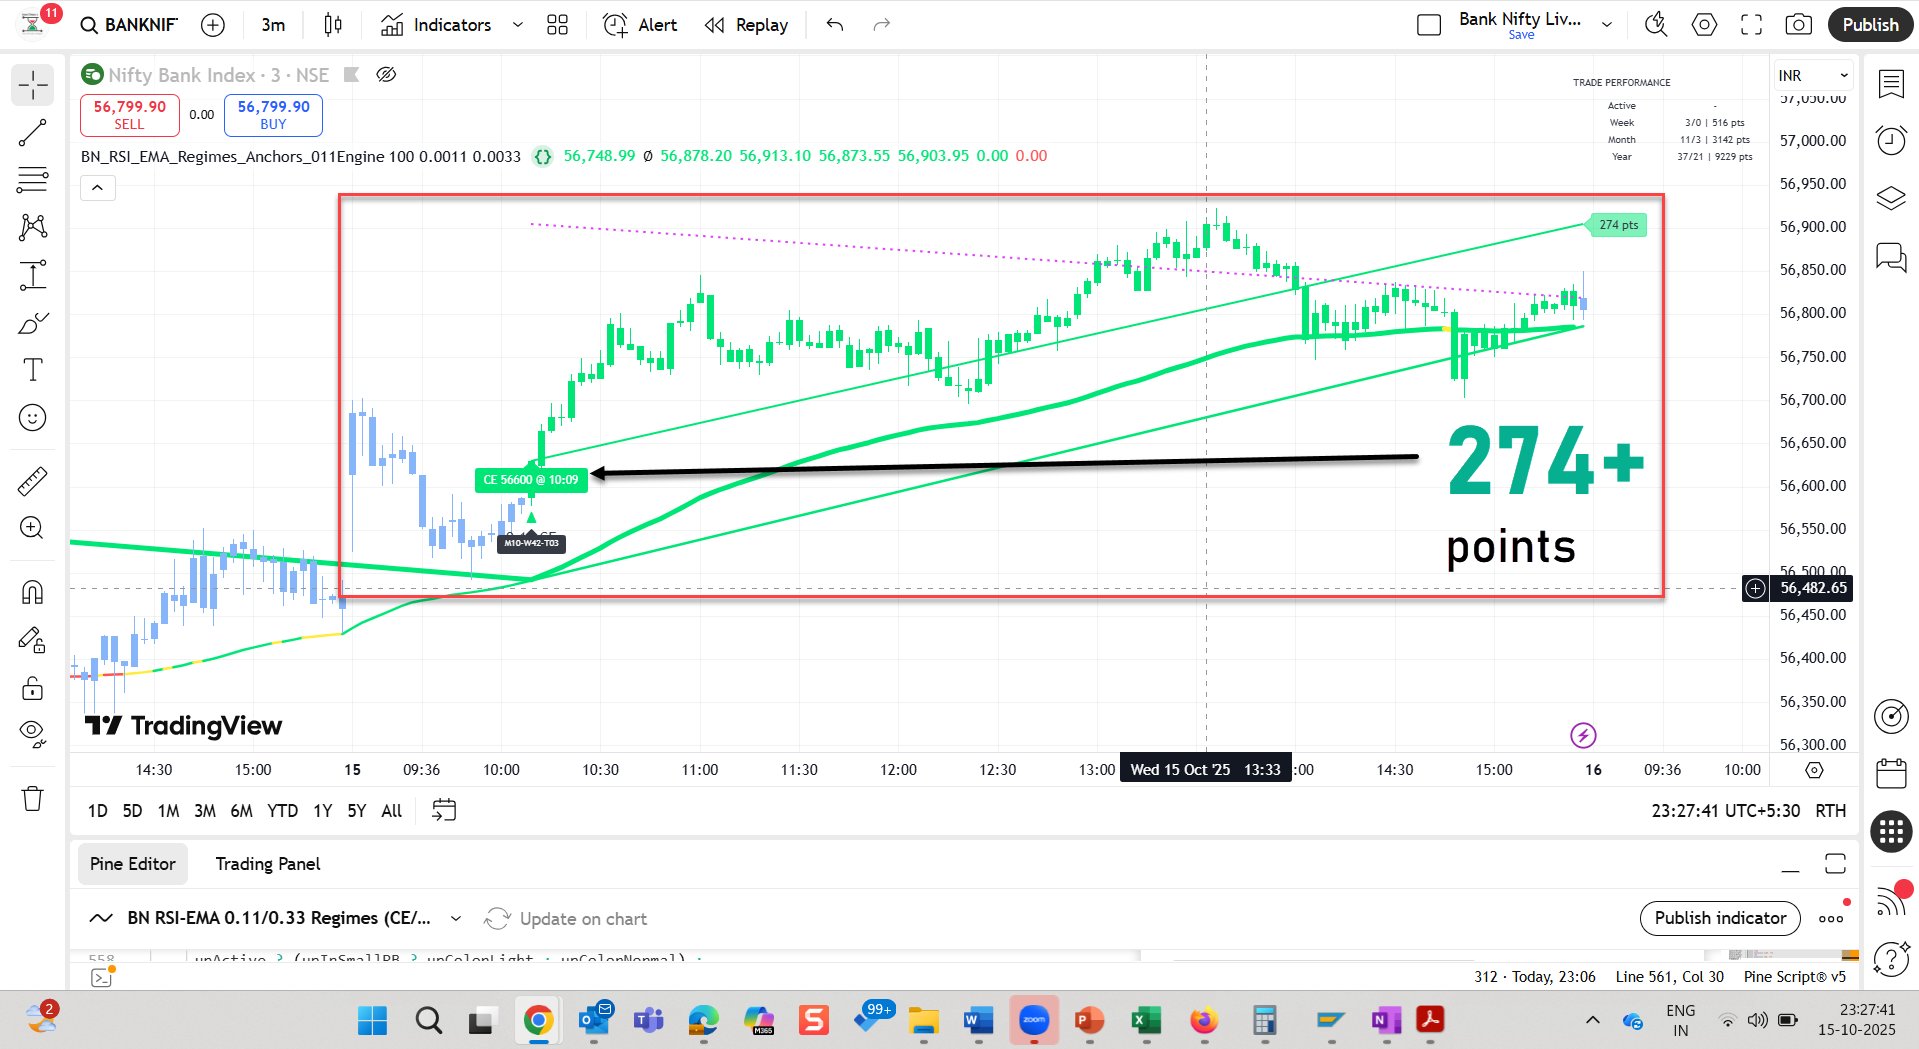 11
BANKNIF
3m
Indicators
Alert
Replay
Bank Nifty Liv...
Save
Publish
Nifty Bank Index · 3 · NSE
56,799.90
SELL
0.00
56,799.90
BUY
BN_RSI_EMA_Regimes_Anchors_011Engine 100 0.0011 0.0033
56,748.99 Ø 56,878.20 56,913.10 56,873.55 56,903.95 0.00 0.00
TRADE PERFORMANCE
Active -
Week 3/0 | 516 pts
Month 11/3 | 3142 pts
Year 37/21 | 9229 pts
INR
57,050.00
57,000.00
56,950.00
56,900.00
56,850.00
56,800.00
56,750.00
56,700.00
56,650.00
56,600.00
56,550.00
56,500.00
56,482.65
56,450.00
56,400.00
56,350.00
56,300.00
274 pts
CE 56600 @ 10:09
M10-W42-T03
274+
points
TradingView
14:30 15:00 15 09:36 10:00 10:30 11:00 11:30 12:00 12:30 13:00 Wed 15 Oct '25 13:33 :00 14:30 15:00 16 09:36 10:00
1D 5D 1M 3M 6M YTD 1Y 5Y All
23:27:41 UTC+5:30 RTH
Pine Editor
Trading Panel
BN RSI-EMA 0.11/0.33 Regimes (CE/...
Update on chart
Publish indicator
558
312 · Today, 23:06 Line 561, Col 30 Pine Script® v5
2
M365
99+
zoom
ENG
IN
23:27:41
15-10-2025